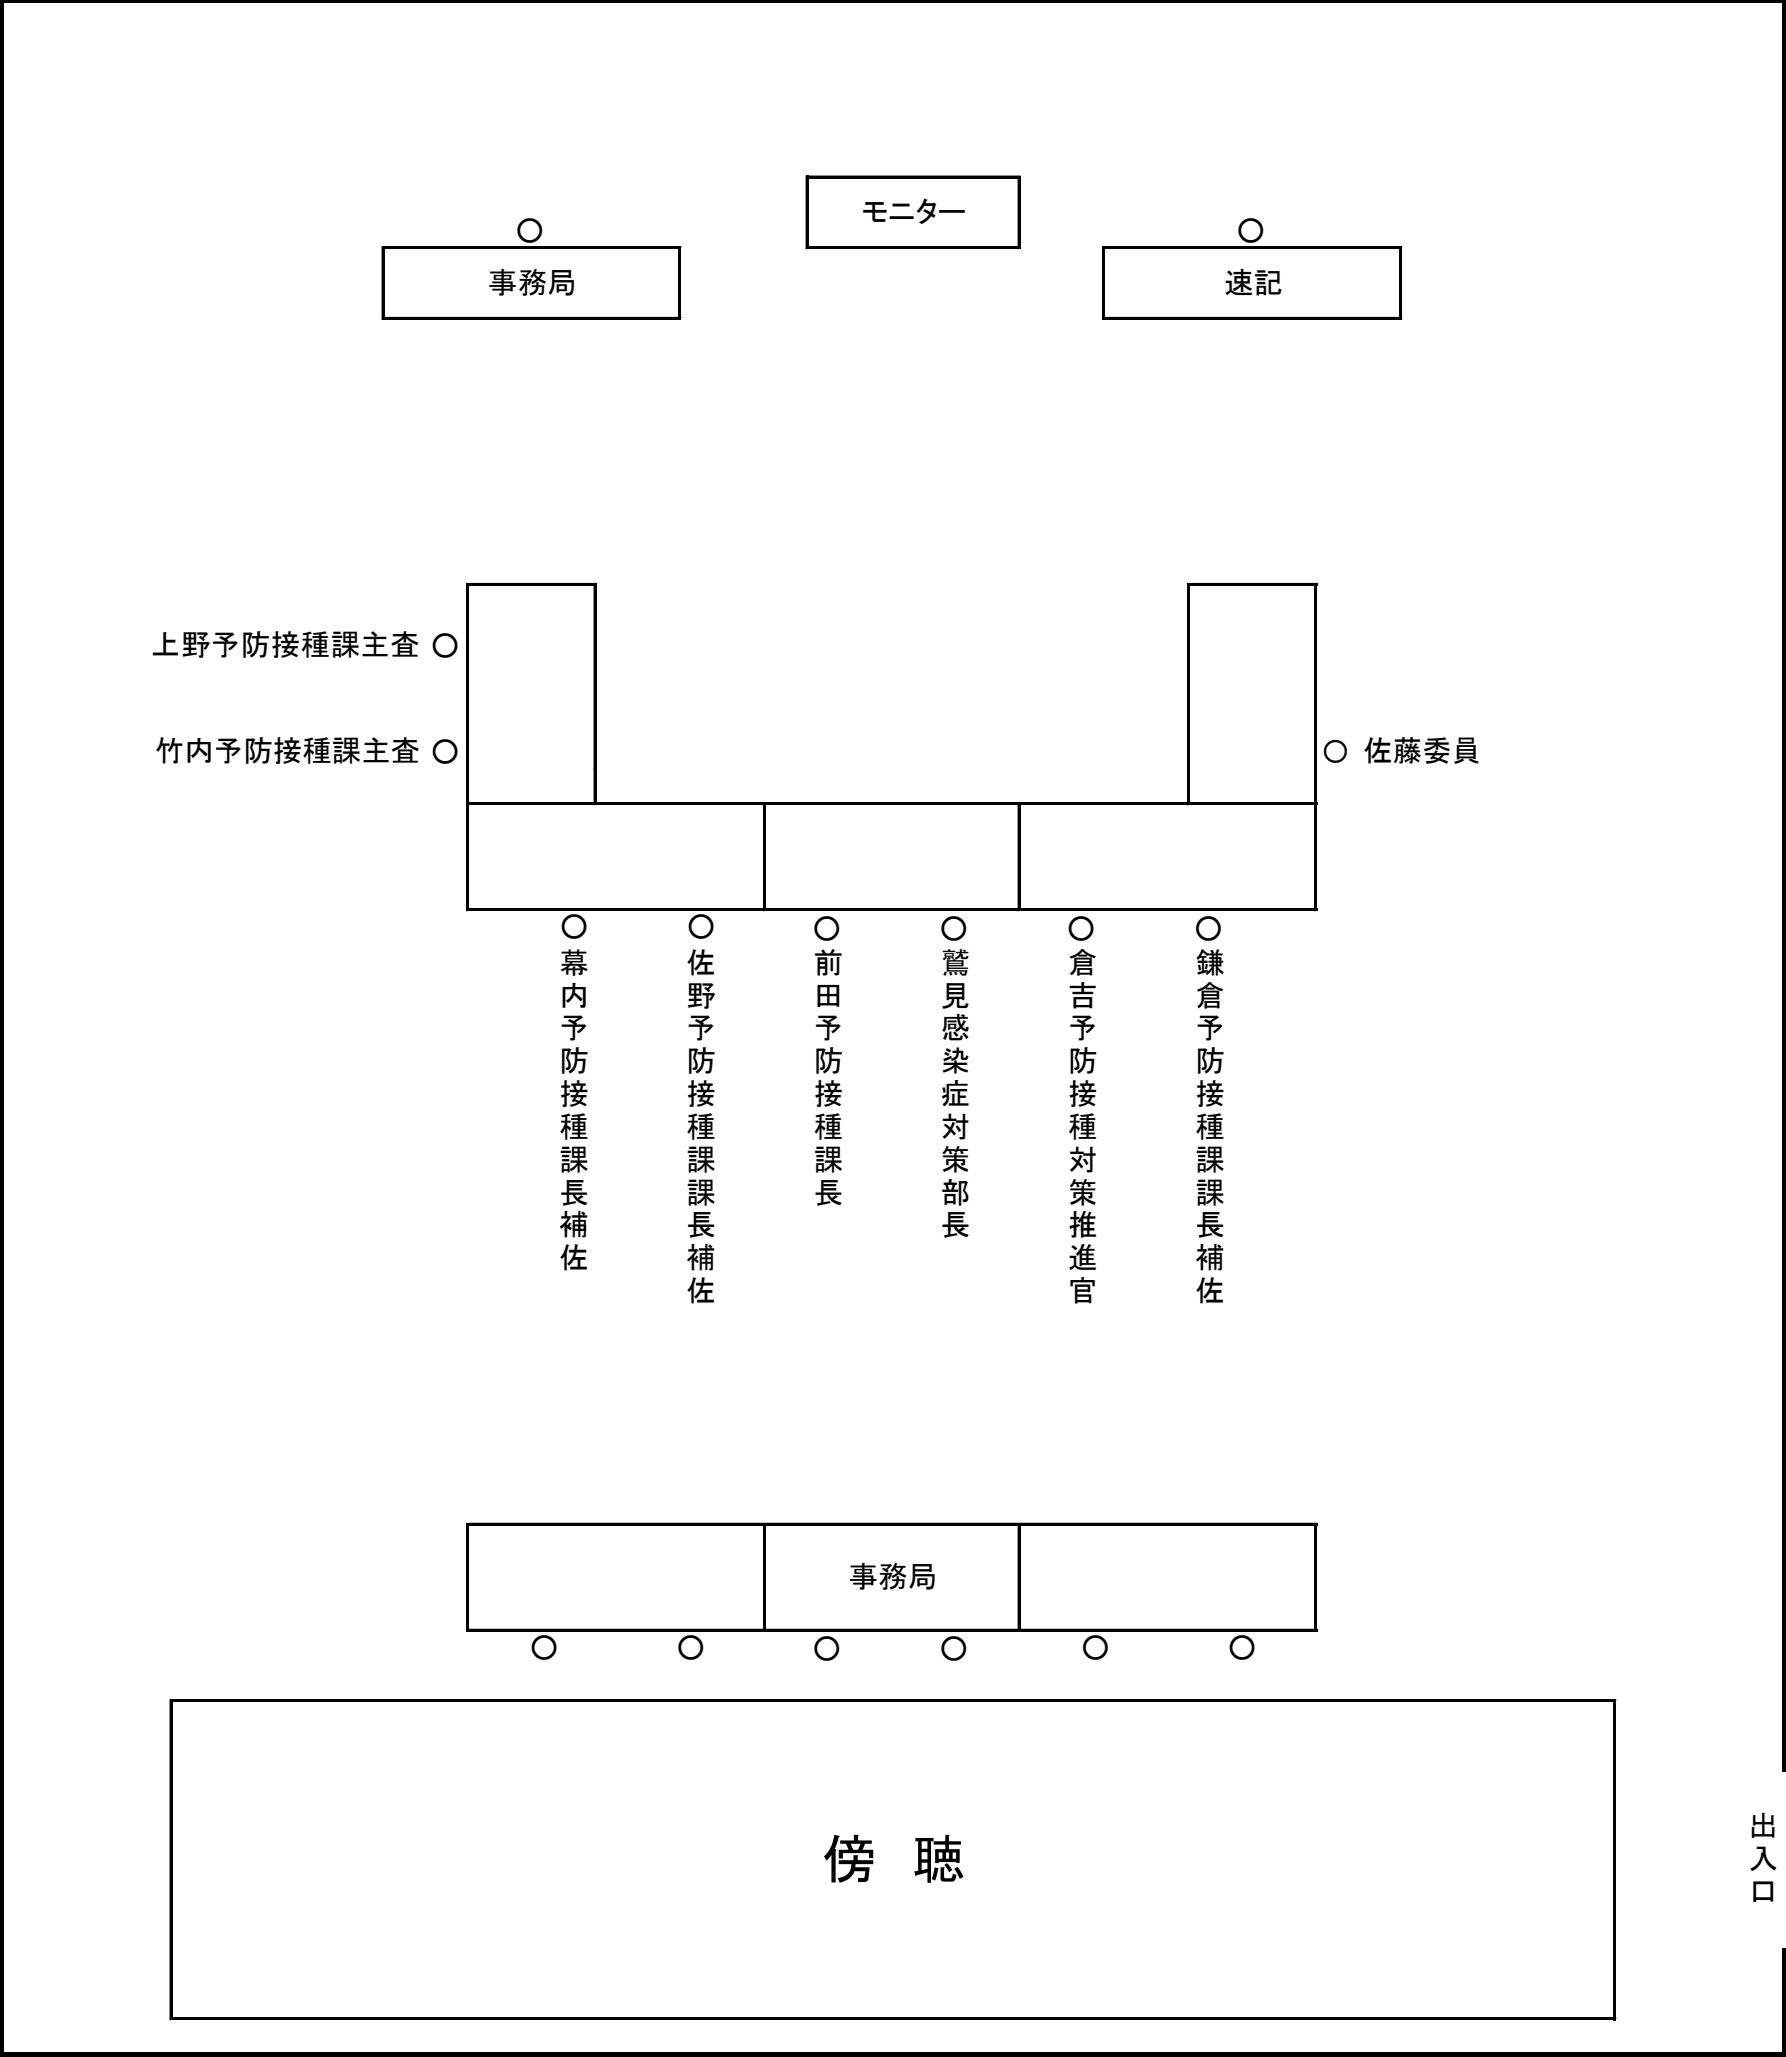 モニター
事務局
速記
上野予防接種課主査
竹内予防接種課主査
佐藤委員
幕内予防接種課長補佐
佐野予防接種課課長補佐
前田予防接種課長
鷲見感染症対策部長
倉吉予防接種対策推進官
鎌倉予防接種課課長補佐
事務局
傍　聴
出入口